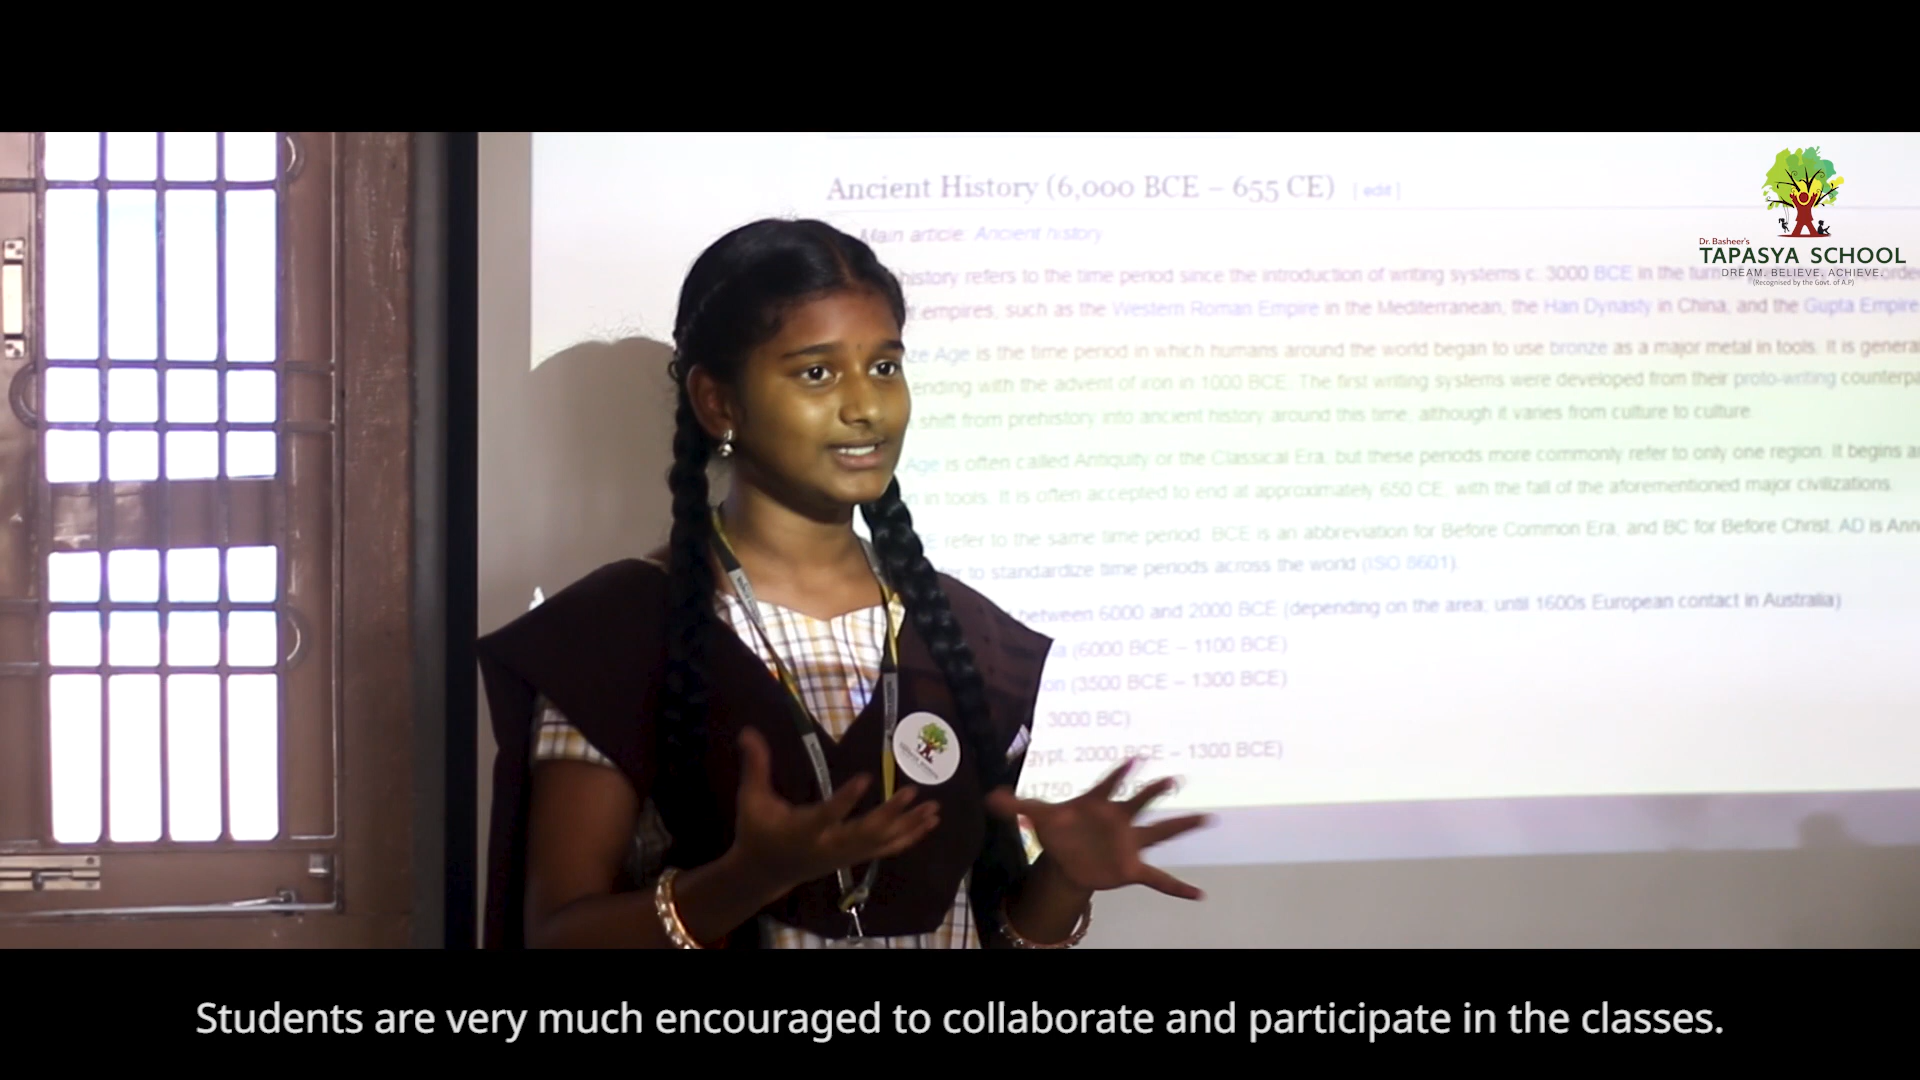 Ancient History (6,000 BCE – 655 CE) [ edit ]
Main article: Ancient history
history refers to the time period since the introduction of writing systems c. 3000 BCE in the
empires, such as the Western Roman Empire in the Mediterranean, the Han Dynasty in China, and the Gupta Empire
Age is the time period in which humans around the world began to use bronze as a major metal in tools. It is
ending with the advent of iron in 1000 BCE. The first writing systems were developed from their proto-writing
shift from prehistory into ancient history around this time, although it varies from culture to culture.
Age is often called Antiquity or the Classical Era, but these periods more commonly refer to only one region. It begins
in tools. It is often accepted to end at approximately 650 CE, with the fall of the aforementioned major civilizations.
refer to the same time period. BCE is an abbreviation for Before Common Era, and BC for Before Christ. AD is
to standardize time periods across the world (ISO 8601).
between 6000 and 2000 BCE (depending on the area; until 1600s European contact in Australia)
(6000 BCE – 1100 BCE)
(3500 BCE – 1300 BCE)
3000 BC)
2000 BCE – 1300 BCE)
(1750 –
Dr. Basheer's
TAPASYA SCHOOL
DREAM. BELIEVE. ACHIEVE.
(Recognised by the Govt. of A.P)
Students are very much encouraged to collaborate and participate in the classes.